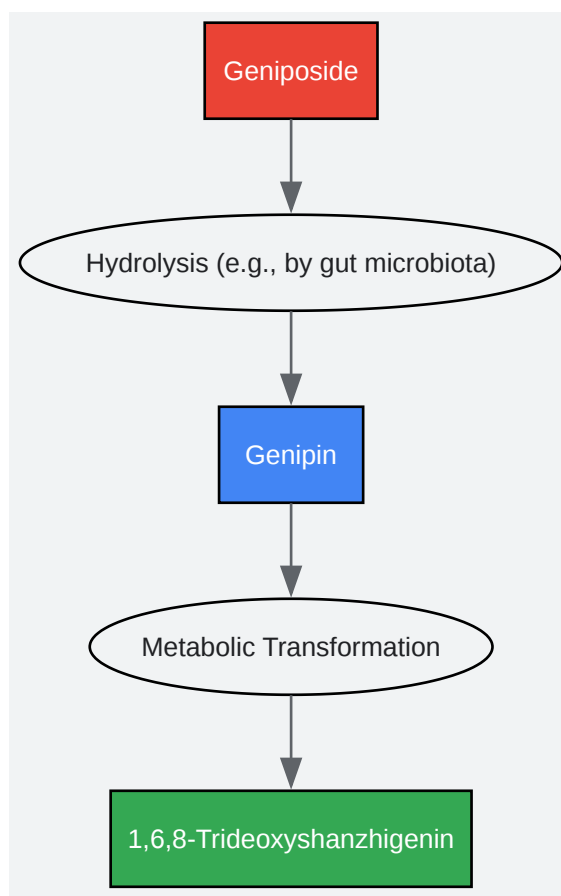 Geniposide
Hydrolysis (e.g., by gut microbiota)
Genipin
Metabolic Transformation
1,6,8-Trideoxyshanzhigenin